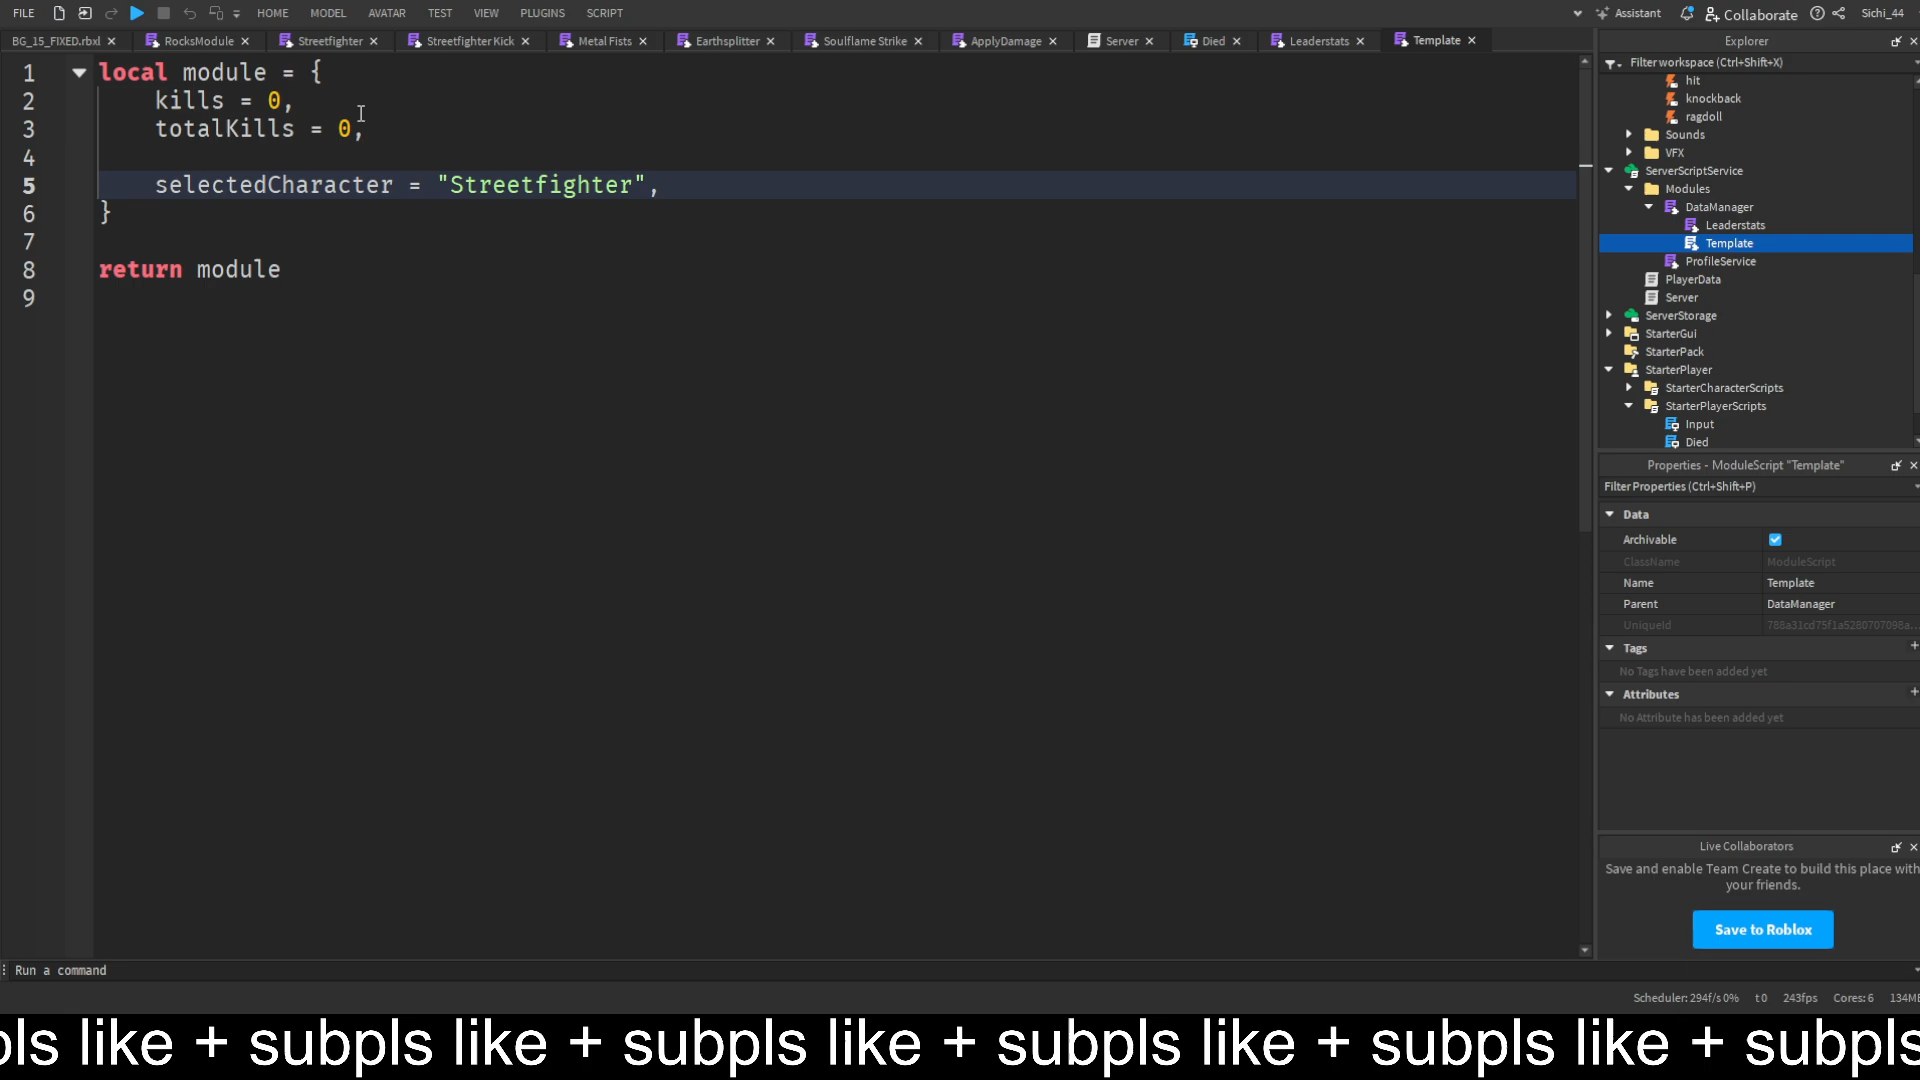 FILE HOME MODEL AVATAR TEST VIEW PLUGINS SCRIPT Assistant Collaborate Sichi_44
BG_15_FIXED.rbxl RocksModule Streetfighter Streetfighter Kick Metal Fists Earthsplitter Soulflame Strike ApplyDamage Server Died Leaderstats Template
1 local module = {
2 kills = 0,
3 totalKills = 0,
4
5 selectedCharacter = "Streetfighter",
6 }
7
8 return module
9
Explorer
Filter workspace (Ctrl+Shift+X)
hit
knockback
ragdoll
Sounds
VFX
ServerScriptService
Modules
DataManager
Leaderstats
Template
ProfileService
PlayerData
Server
ServerStorage
StarterGui
StarterPack
StarterPlayer
StarterCharacterScripts
StarterPlayerScripts
Input
Died
Properties - ModuleScript "Template"
Filter Properties (Ctrl+Shift+P)
Data
Archivable
ClassName ModuleScript
Name Template
Parent DataManager
UniqueId 788a31cd75f1a5280707098a...
Tags
No Tags have been added yet
Attributes
No Attribute has been added yet
Live Collaborators
Save and enable Team Create to build this place with
your friends.
Save to Roblox
Run a command
Scheduler: 294f/s 0% t 0 243fps Cores: 6 134MB
pls like + subpls like + subpls like + subpls like + subpls like + subpls